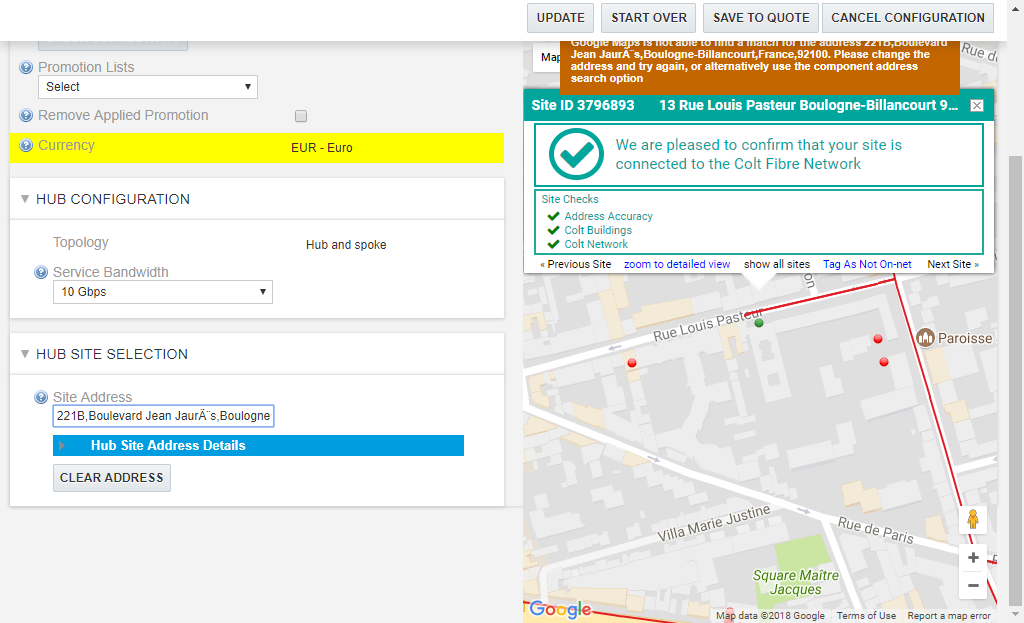 UPDATE
START OVER
SAVE TO QUOTE
CANCEL CONFIGURATION
Promotion Lists
Select
Remove Applied Promotion
Currency
EUR - Euro
HUB CONFIGURATION
Topology
Hub and spoke
Service Bandwidth
10 Gbps
HUB SITE SELECTION
Site Address
221B,Boulevard Jean JaurÃ¨s,Boulogne
Hub Site Address Details
CLEAR ADDRESS
Map
Google Maps is not able to find a match for the address 221B,Boulevard
Jean JaurÃ¨s,Boulogne-Billancourt,France,92100. Please change the
address and try again, or alternatively use the component address
search option
Rue du
Site ID 3796893
13 Rue Louis Pasteur Boulogne-Billancourt 9...
We are pleased to confirm that your site is
connected to the Colt Fibre Network
Site Checks
Address Accuracy
Colt Buildings
Colt Network
« Previous Site
zoom to detailed view
show all sites
Tag As Not On-net
Next Site »
Rue Louis Pasteur
Paroisse
Villa Marie Justine
Rue de Paris
Square Maître
Jacques
Google
Map data ©2018 Google
Terms of Use
Report a map error